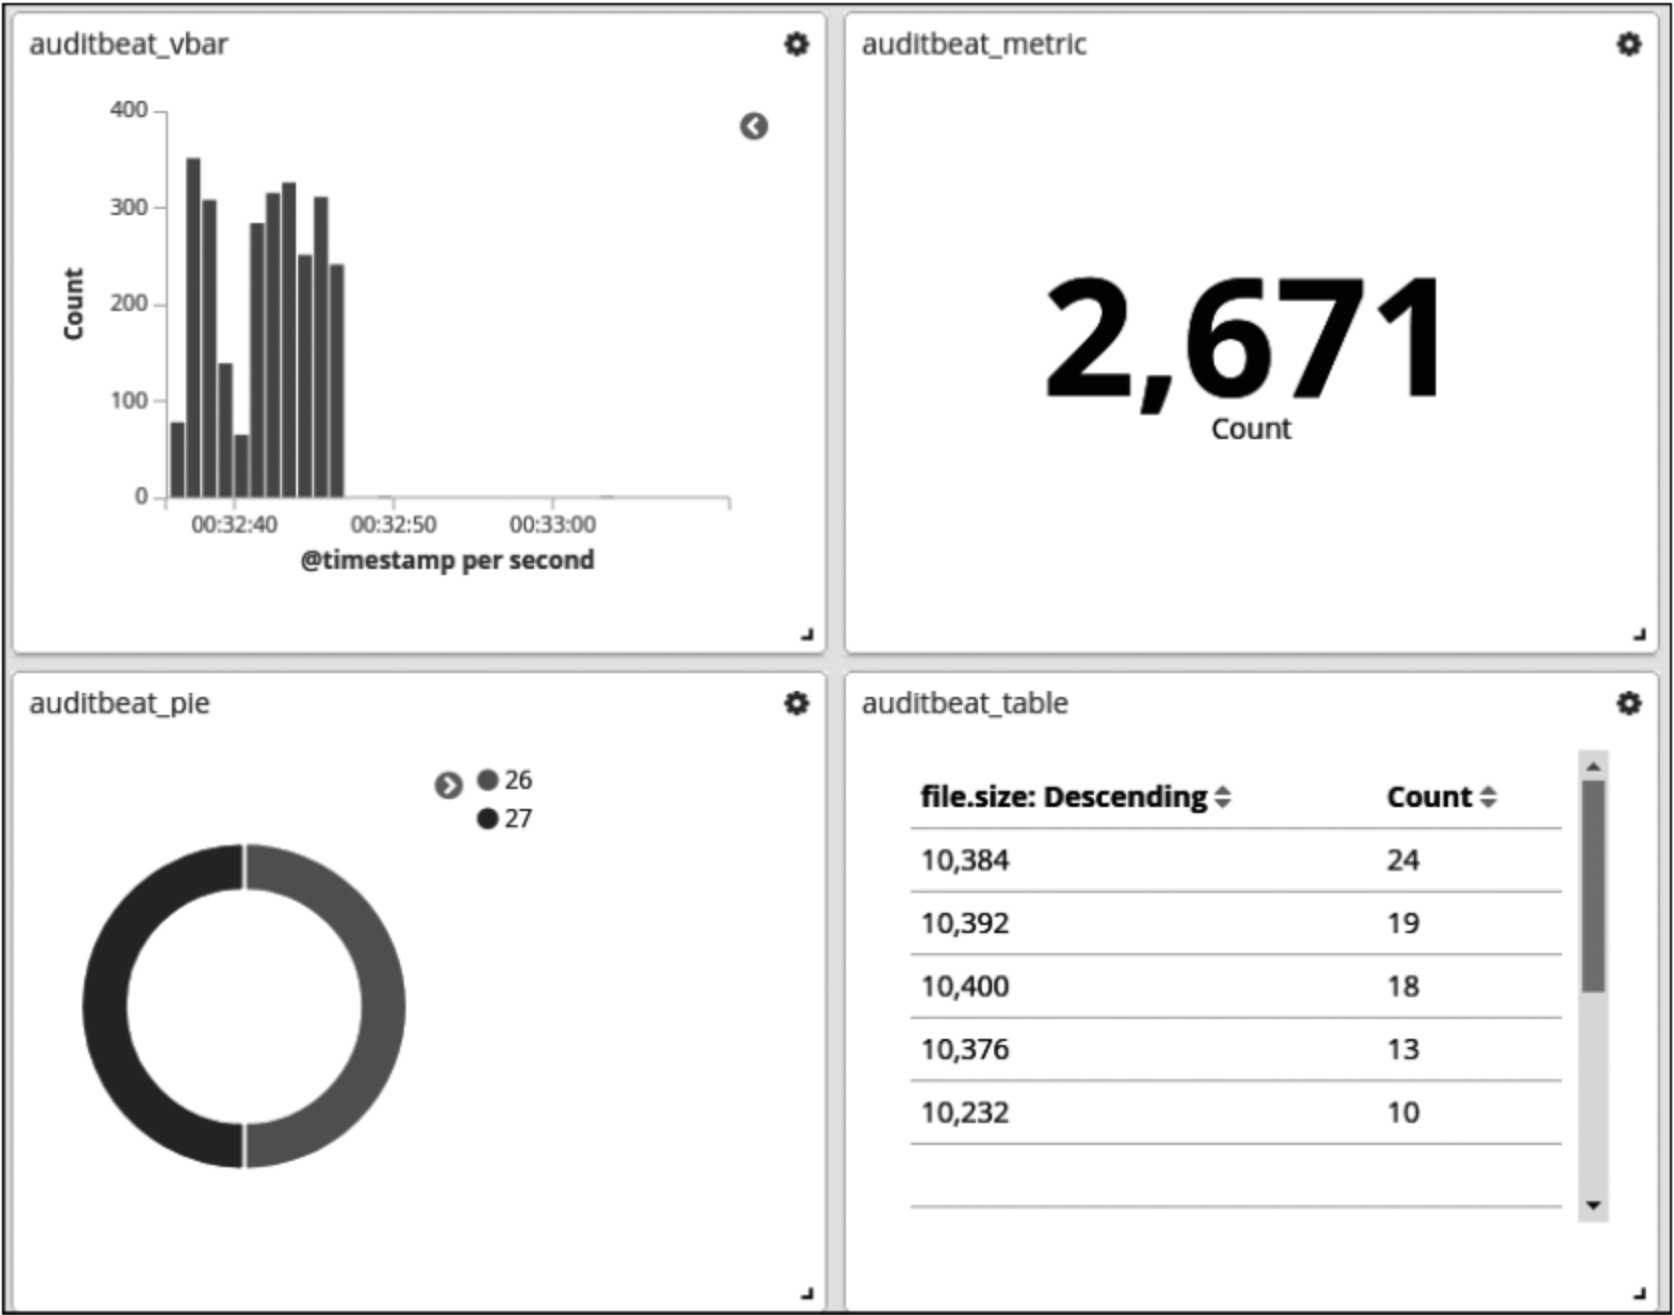 auditbeat_vbar
400
300
200
100
0
Count
00:32:40 00:32:50 00:33:00
@timestamp per second
auditbeat_metric
2,671
Count
auditbeat_pie
26
27
auditbeat_table
file.size: Descending Count
10,384 24
10,392 19
10,400 18
10,376 13
10,232 10